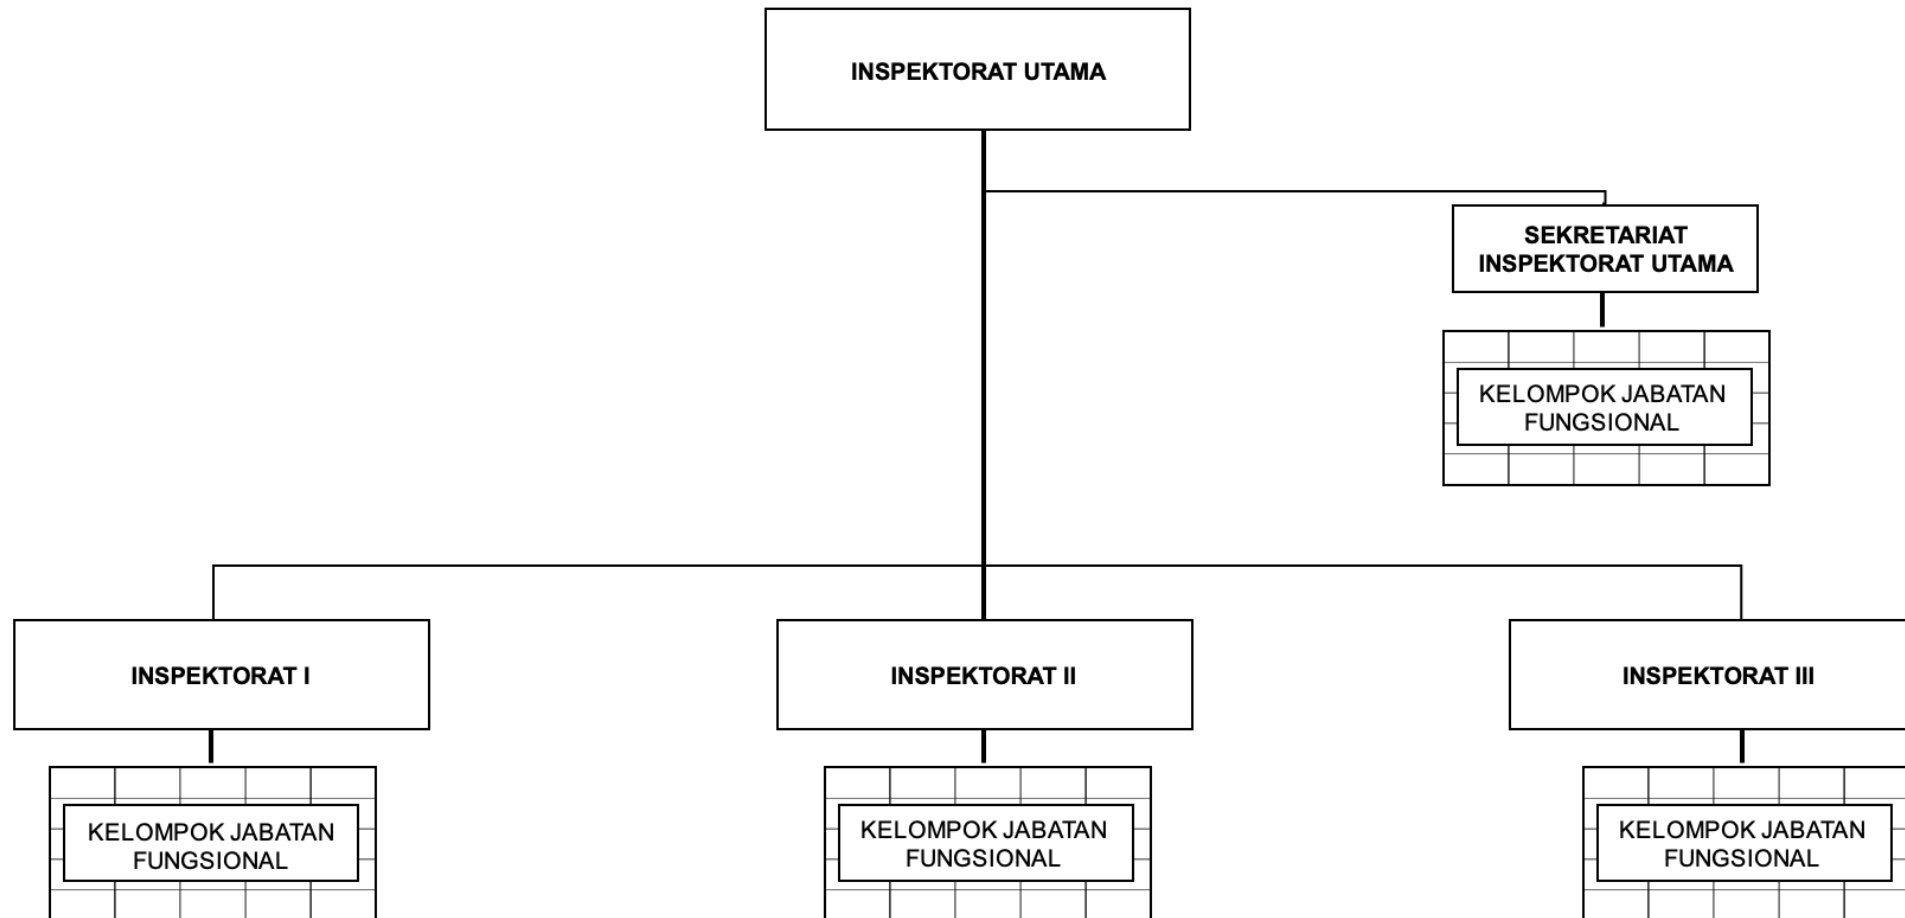 INSPEKTORAT UTAMA
SEKRETARIAT
INSPEKTORAT UTAMA
KELOMPOK JABATAN
FUNGSIONAL
INSPEKTORAT I
INSPEKTORAT II
INSPEKTORAT III
KELOMPOK JABATAN
FUNGSIONAL
KELOMPOK JABATAN
FUNGSIONAL
KELOMPOK JABATAN
FUNGSIONAL